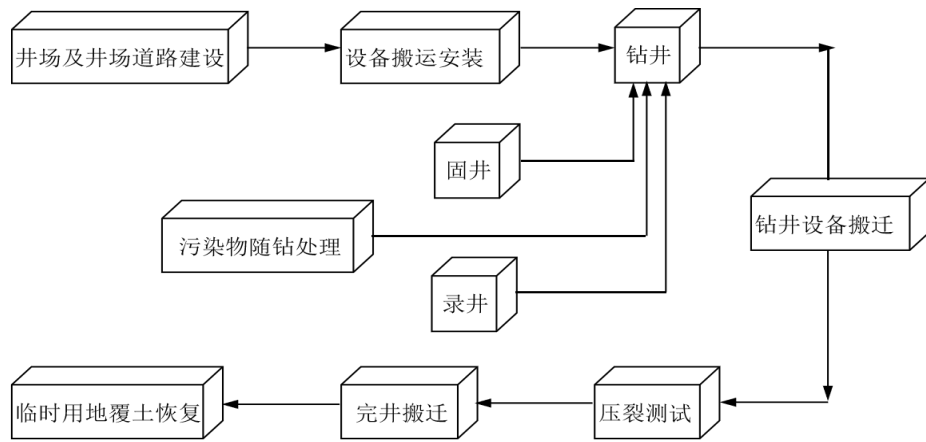 井场及井场道路建设
设备搬运安装
钻井
固井
钻井设备搬迁
污染物随钻处理
录井
临时用地覆土恢复
完井搬迁
压裂测试